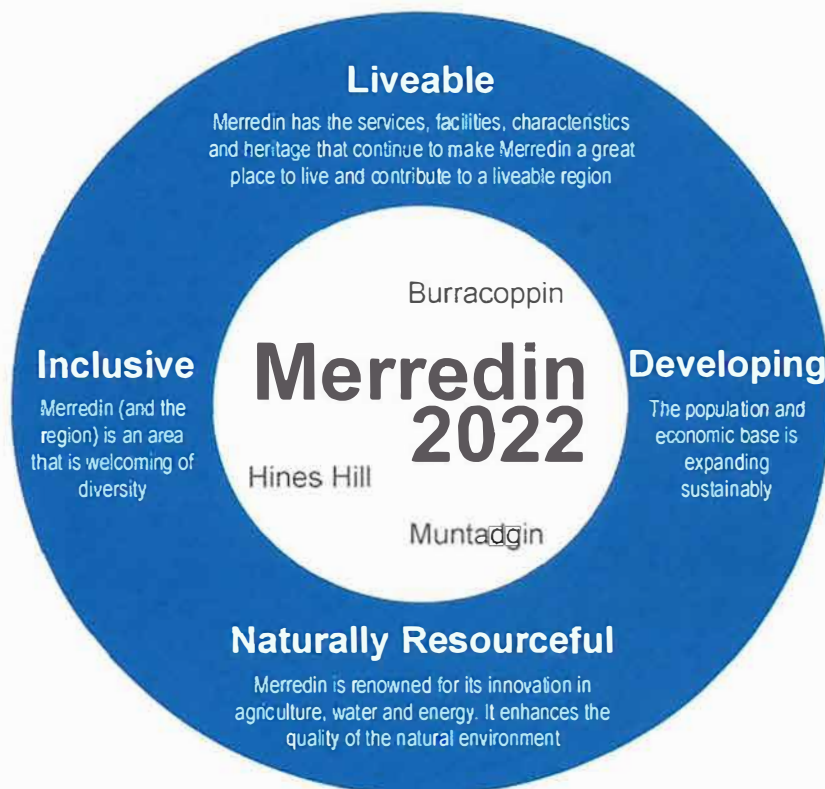 Liveable
Merredin has the services, facilities, characteristics
and heritage that continue to make Merredin a great
place to live and contribute to a liveable region
Burracoppin
Merredin
2022
Hines Hill
Muntadgin
Inclusive
Merredin (and the
region) is an area
that is welcoming of
diversity
Developing
The population and
economic base is
expanding
sustainably
Naturally Resourceful
Merredin is renowned for its innovation in
agriculture, water and energy. It enhances the
quality of the natural environment